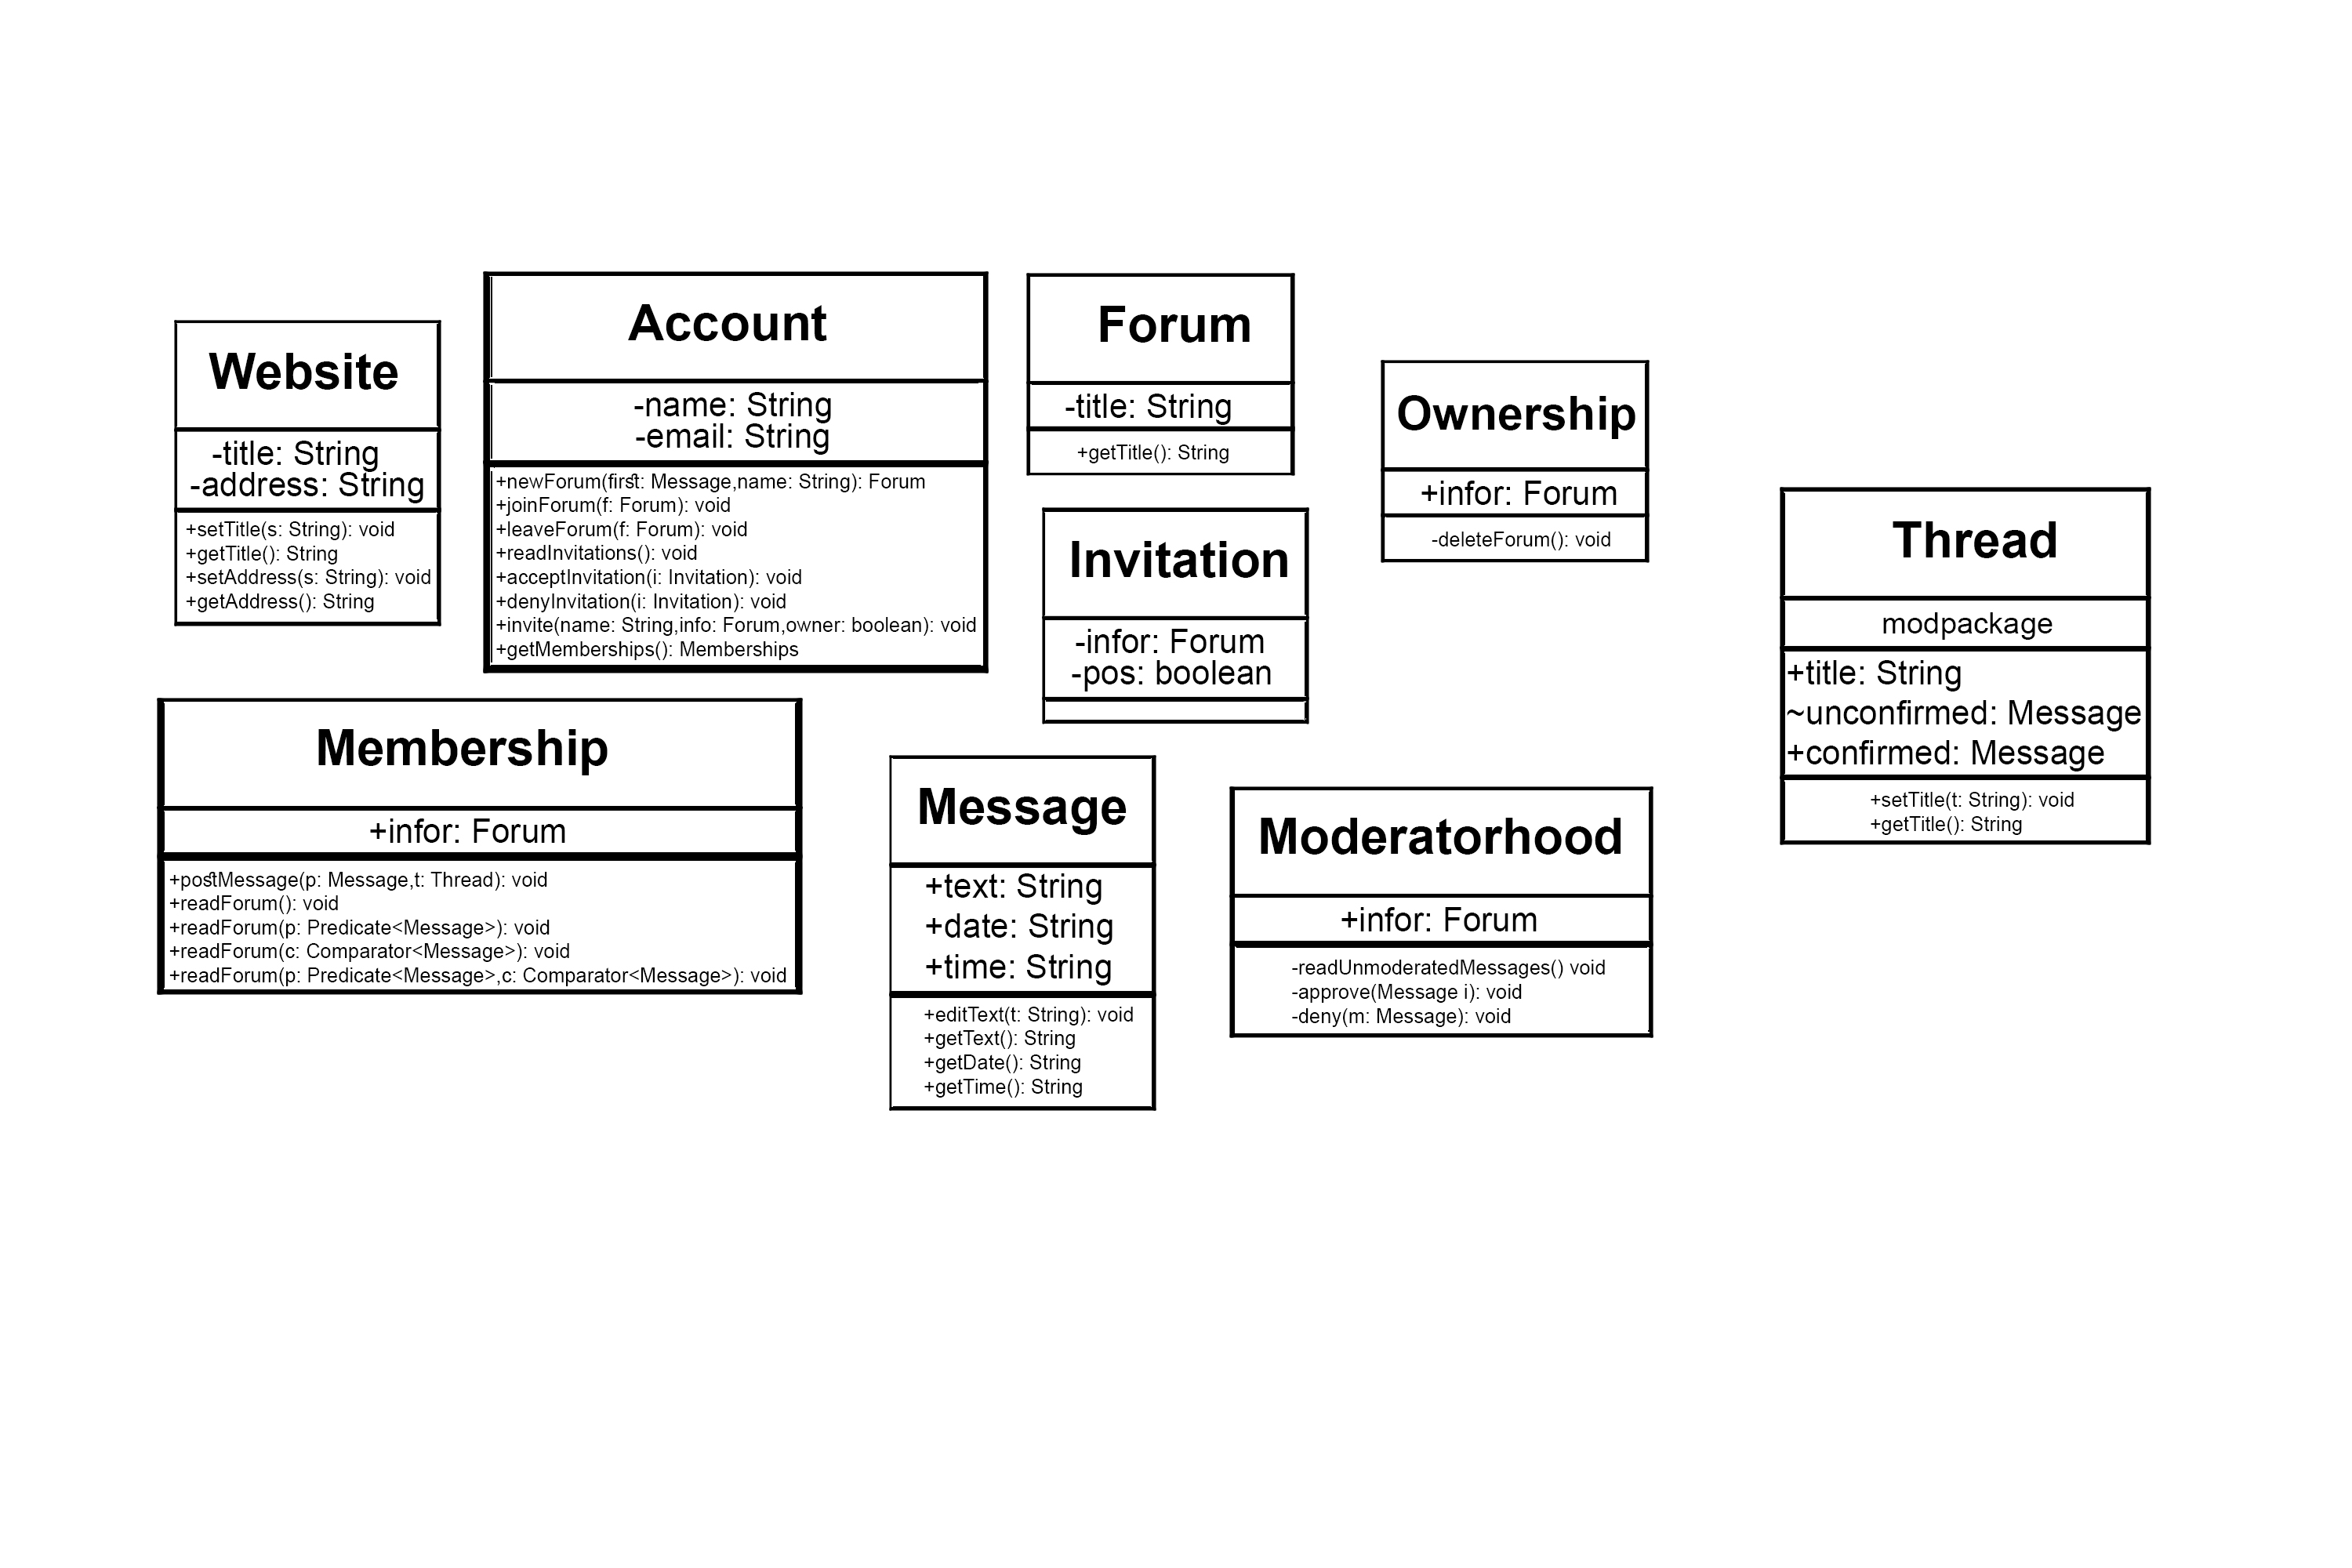 Website
-title: String
-address: String
+setTitle(s: String): void
+getTitle(): String
+setAddress(s: String): void
+getAddress(): String
Account
-name: String
-email: String
+newForum(first: Message,name: String): Forum
+joinForum(f: Forum): void
+leaveForum(f: Forum): void
+readInvitations(): void
+acceptInvitation(i: Invitation): void
+denyInvitation(i: Invitation): void
+invite(name: String,info: Forum,owner: boolean): void
+getMemberships(): Memberships
Forum
-title: String
+getTitle(): String
Ownership
+infor: Forum
-deleteForum(): void
Invitation
-infor: Forum
-pos: boolean
Thread
modpackage
+title: String
~unconfirmed: Message
+confirmed: Message
+setTitle(t: String): void
+getTitle(): String
Membership
+infor: Forum
+postMessage(p: Message,t: Thread): void
+readForum(): void
+readForum(p: Predicate<Message>): void
+readForum(c: Comparator<Message>): void
+readForum(p: Predicate<Message>,c: Comparator<Message>): void
Message
+text: String
+date: String
+time: String
+editText(t: String): void
+getText(): String
+getDate(): String
+getTime(): String
Moderatorhood
+infor: Forum
-readUnmoderatedMessages() void
-approve(Message i): void
-deny(m: Message): void